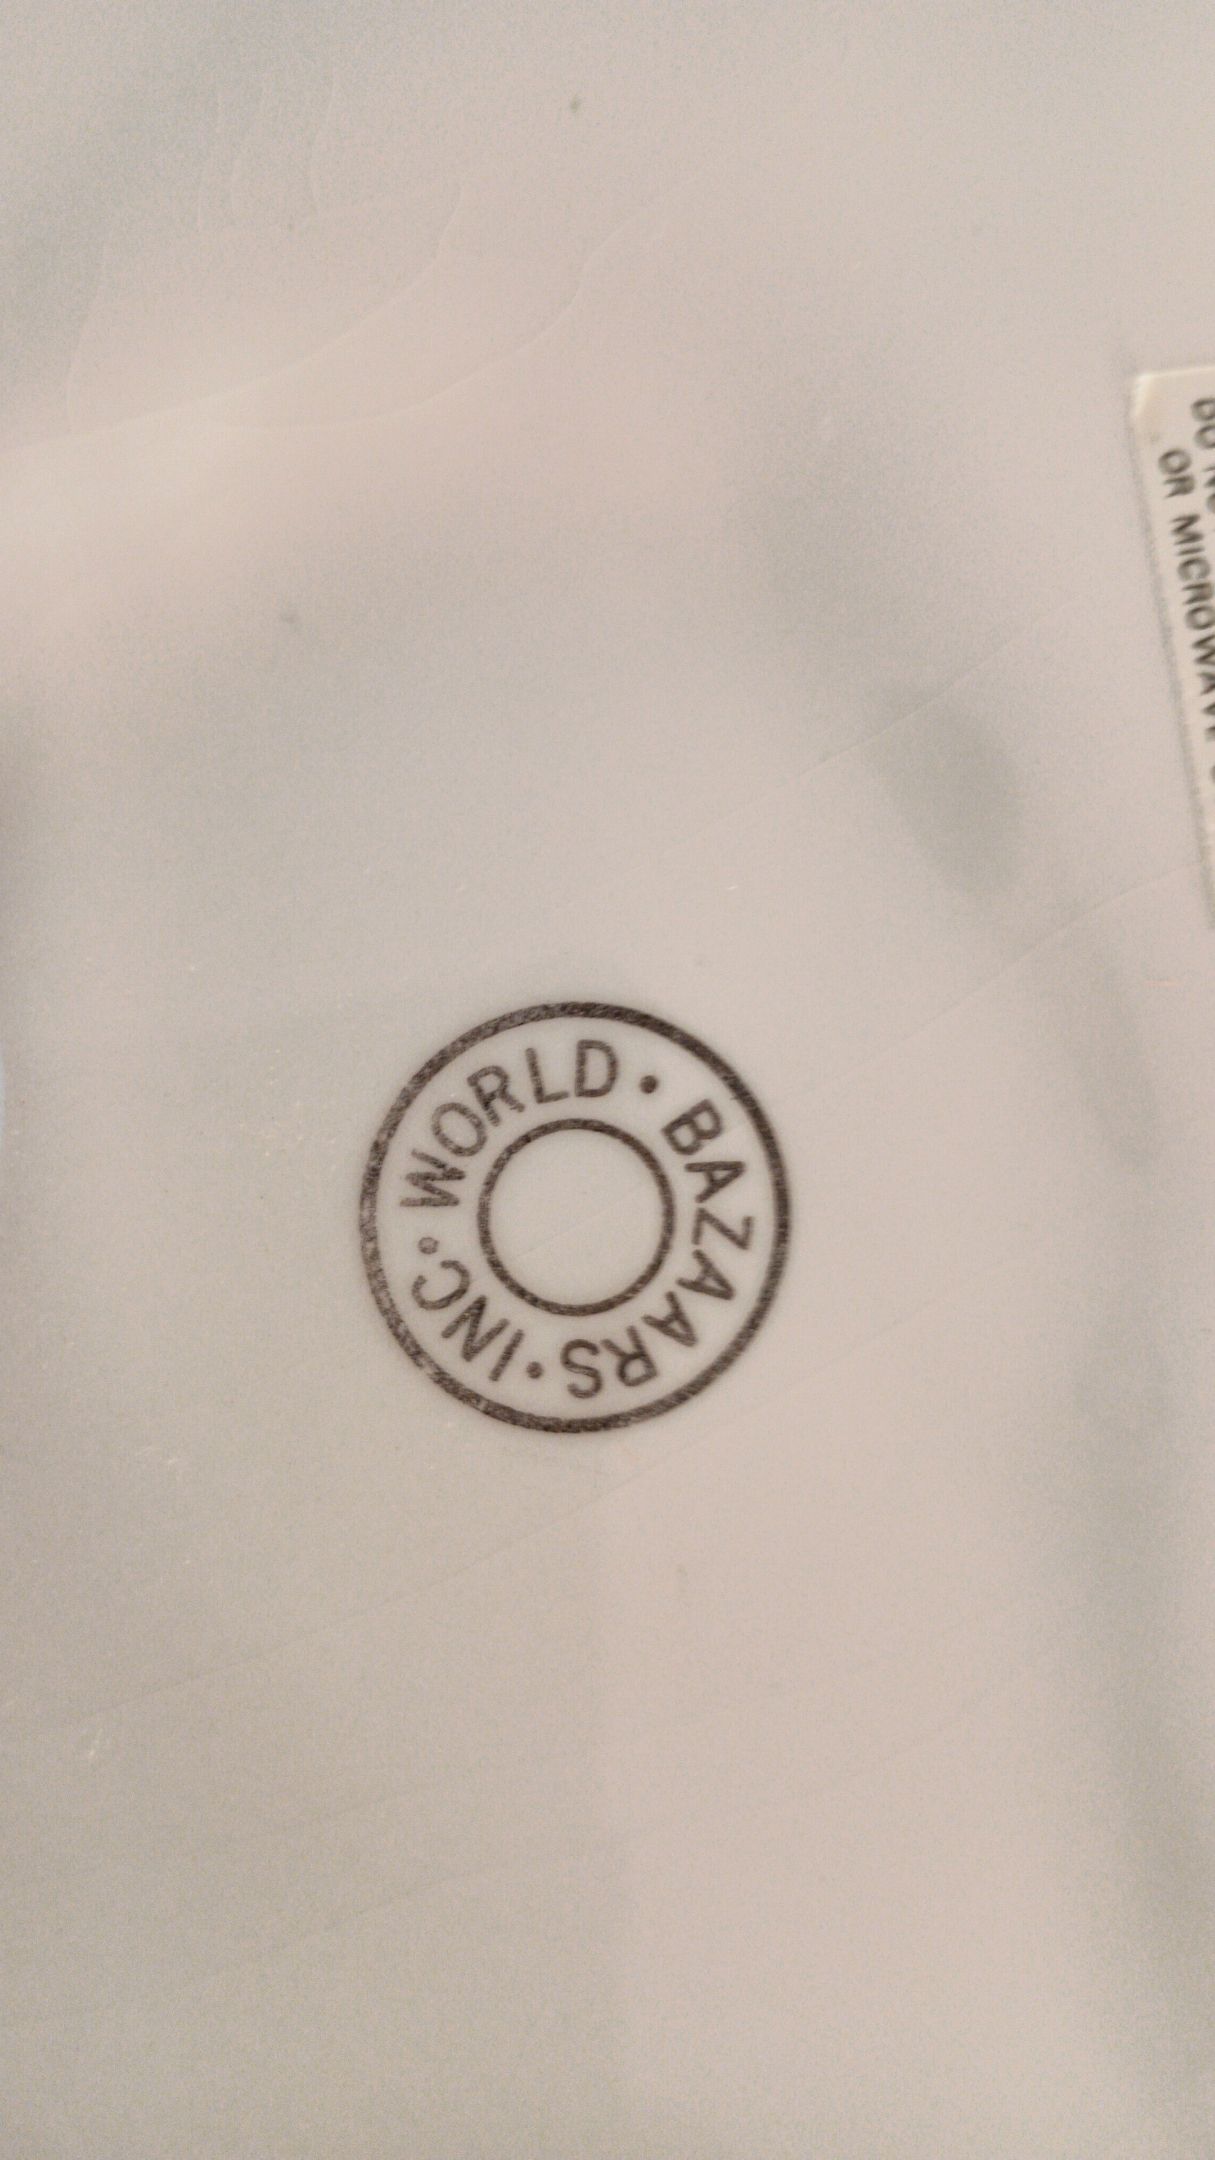 WORLD · BAZAARS · INC ·
OR MICROWAVE